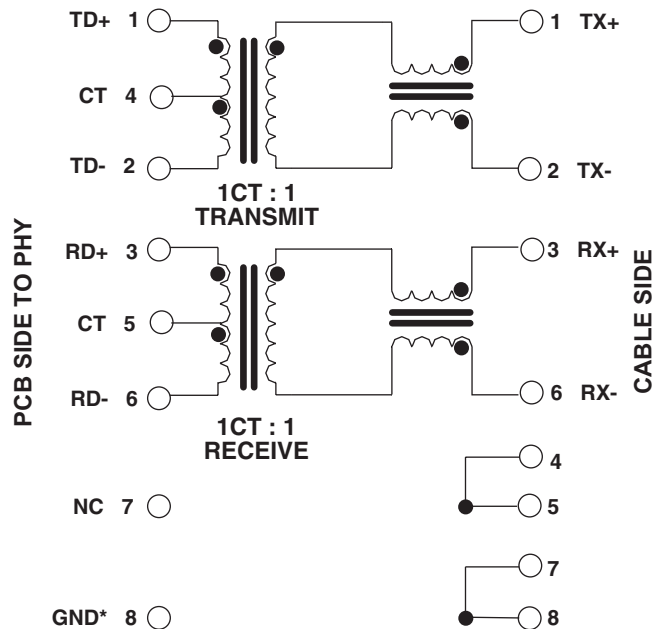 TD+ 1
1 TX+
CT 4
TD- 2
2 TX-
1CT : 1
TRANSMIT
PCB SIDE TO PHY
CABLE SIDE
RD+ 3
3 RX+
CT 5
RD- 6
6 RX-
1CT : 1
RECEIVE
4
NC 7
5
7
GND* 8
8